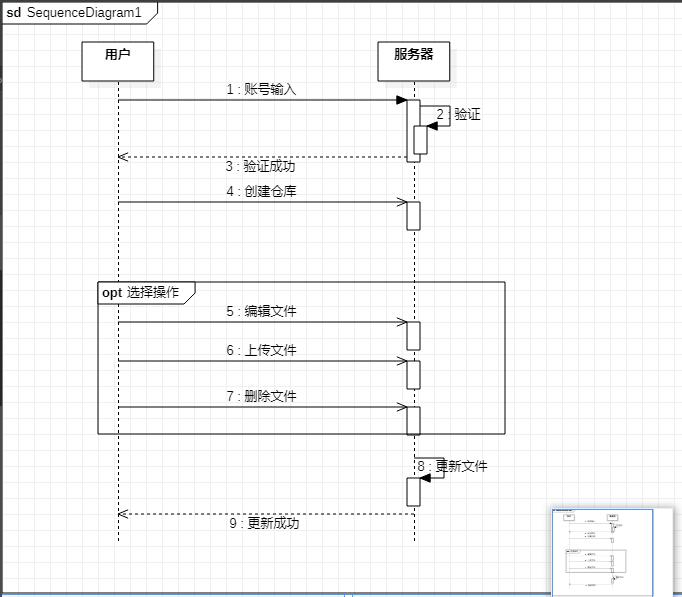 sd SequenceDiagram1
用户
服务器
1 : 账号输入
2 : 验证
3 : 验证成功
4 : 创建仓库
opt 选择操作
5 : 编辑文件
6 : 上传文件
7 : 删除文件
8 : 更新文件
9 : 更新成功